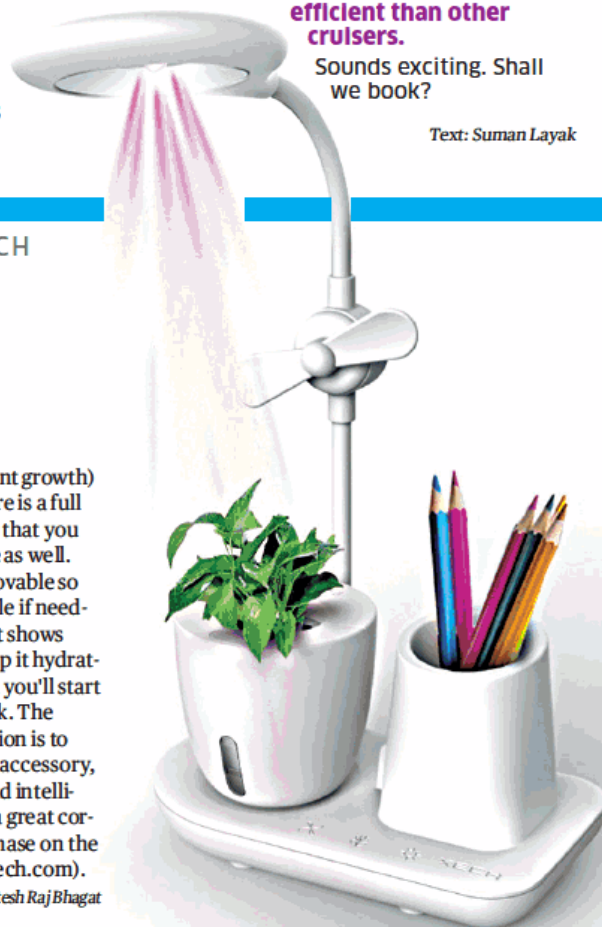 efficient than other
cruisers.
Sounds exciting. Shall
we book?
Text: Suman Layak
CH
nt growth)
re is a full
that you
as well.
ovable so
le if need-
t shows
p it hydrat-
you'll start
k. The
ion is to
accessory,
d intelli-
great cor-
hase on the
ech.com).
esh Raj Bhagat
XECH